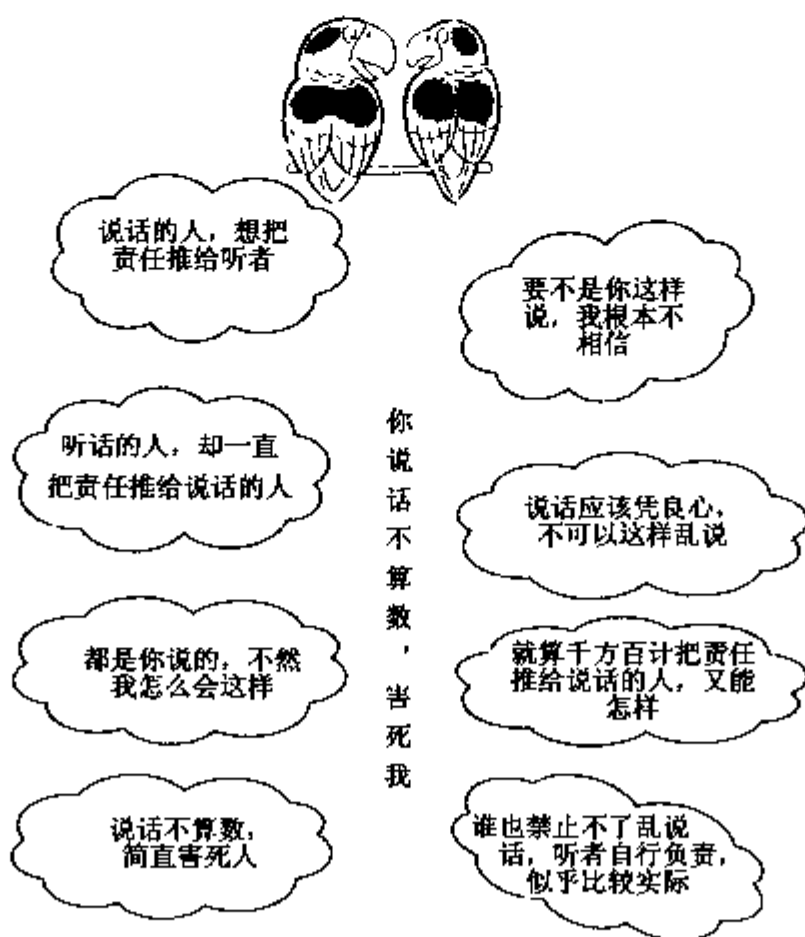 说话的人，想把
责任推给听者
听话的人，却一直
把责任推给说话的人
都是你说的，不然
我怎么会这样
说话不算数，
简直害死人
你说话不算数，害死我
要不是你这样
说，我根本不
相信
说话应该凭良心，
不可以这样乱说
就算千方百计把责任
推给说话的人，又能
怎样
谁也禁止不了乱说
话，听者自行负责，
似乎比较实际